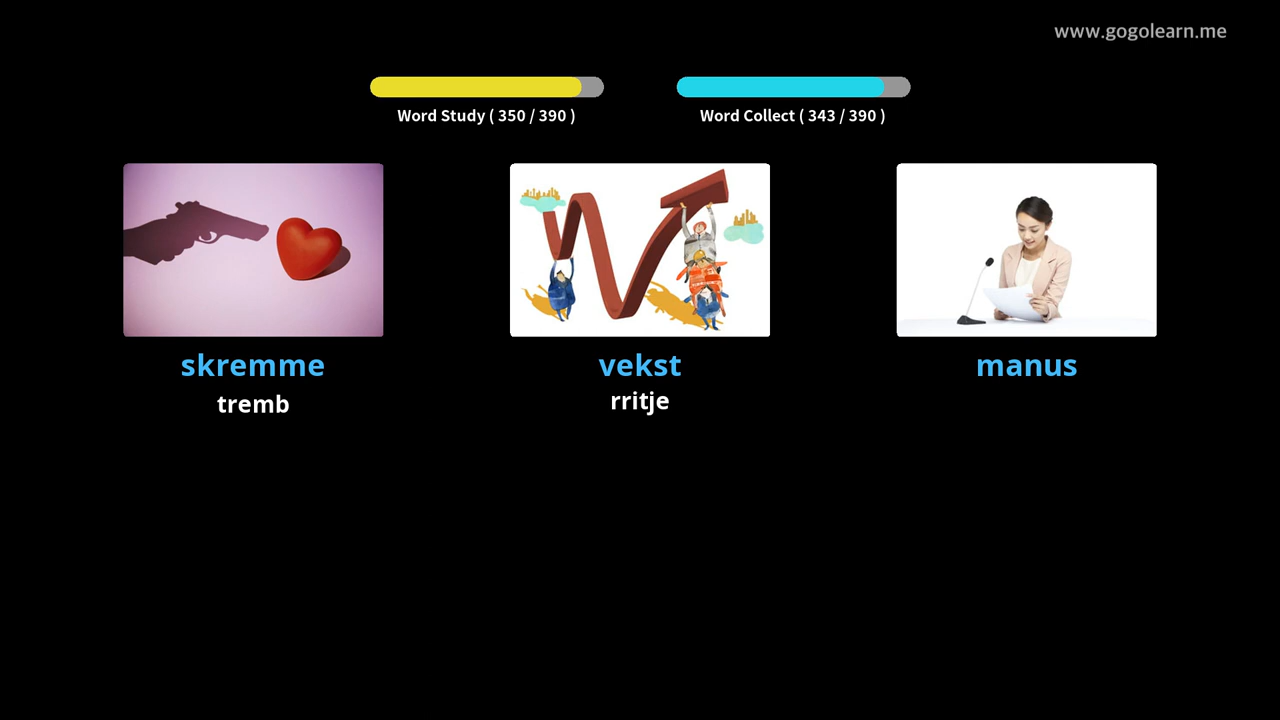 www.gogolearn.me
Word Study ( 350 / 390 )
Word Collect ( 343 / 390 )
skremme
vekst
manus
tremb
rritje